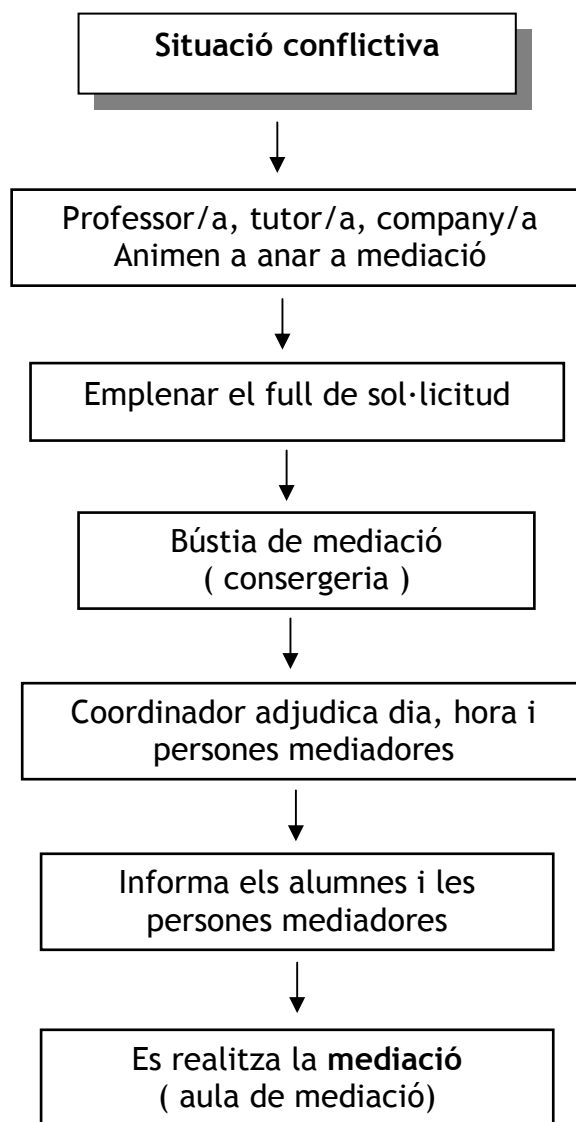 Situació conflictiva
Professor/a, tutor/a, company/a
Animen a anar a mediació
Emplenar el full de sol·licitud
Bústia de mediació
( consergeria )
Coordinador adjudica dia, hora i
persones mediadores
Informa els alumnes i les
persones mediadores
Es realitza la mediació
( aula de mediació)